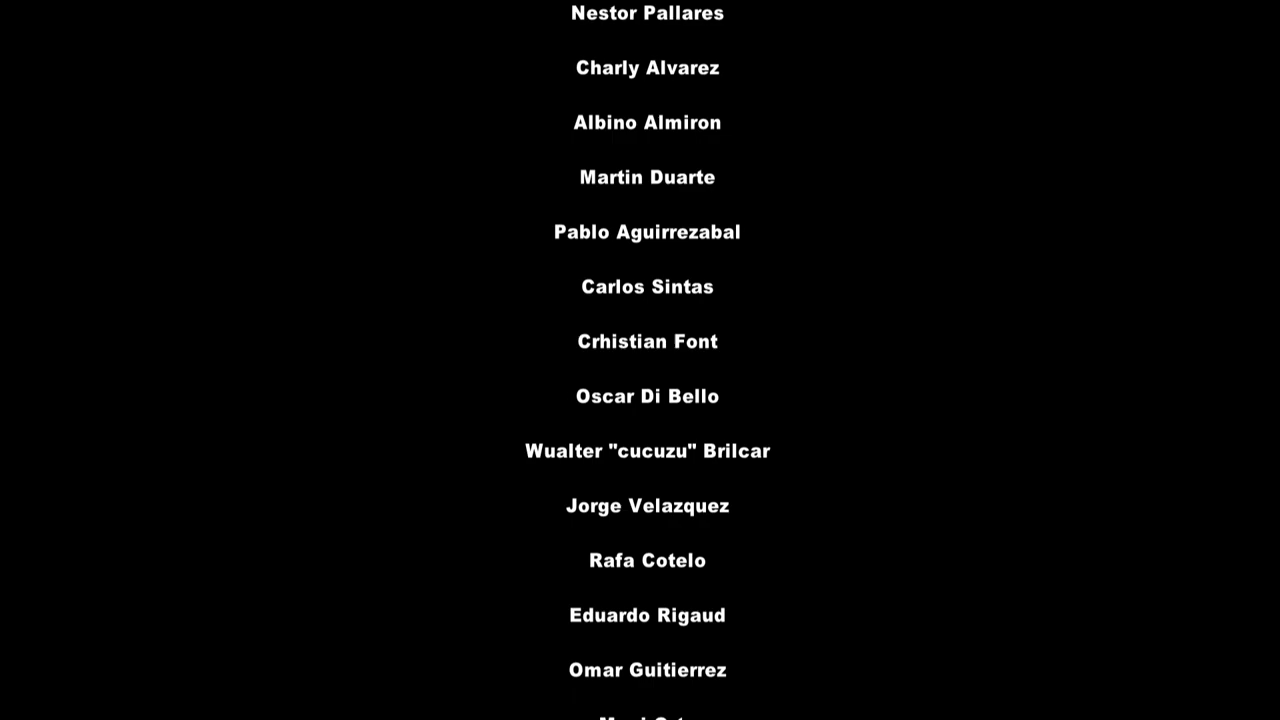 Nestor Pallares
Charly Alvarez
Albino Almiron
Martin Duarte
Pablo Aguirrezabal
Carlos Sintas
Crhistian Font
Oscar Di Bello
Wualter "cucuzu" Brilcar
Jorge Velazquez
Rafa Cotelo
Eduardo Rigaud
Omar Guitierrez